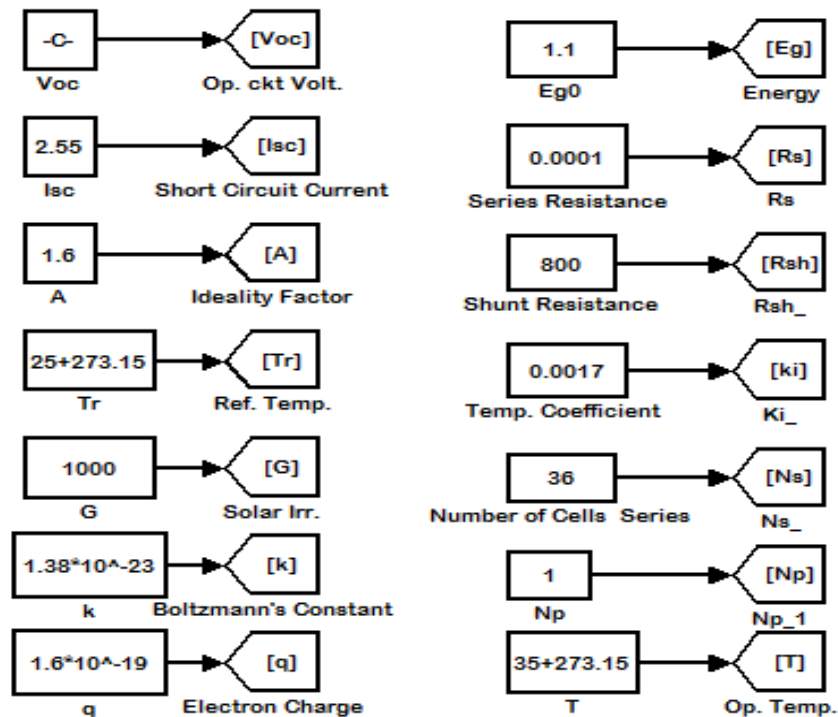 -C-
[Voc]
Voc
Op. ckt Volt.
2.55
[Isc]
Isc
Short Circuit Current
1.6
[A]
A
Ideality Factor
25+273.15
[Tr]
Tr
Ref. Temp.
1000
[G]
G
Solar Irr.
1.38*10^-23
[k]
k
Boltzmann's Constant
1.6*10^-19
[q]
q
Electron Charge
1.1
[Eg]
Eg0
Energy
0.0001
[Rs]
Series Resistance
Rs
800
[Rsh]
Shunt Resistance
Rsh_
0.0017
[ki]
Temp. Coefficient
Ki_
36
[Ns]
Number of Cells  Series
Ns_
1
[Np]
Np
Np_1
35+273.15
[T]
T
Op. Temp.